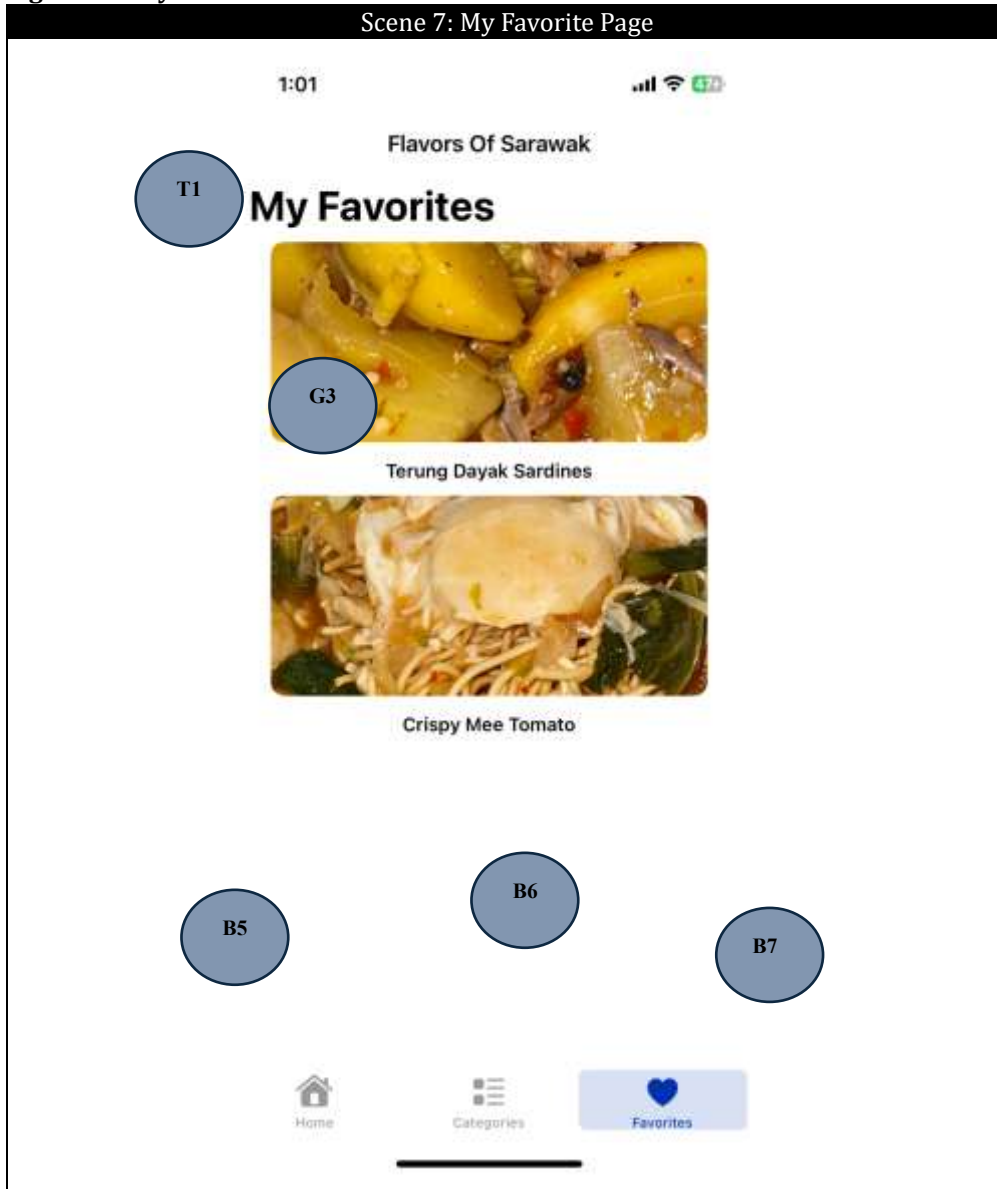 Scene 7: My Favorite Page
1:01
Flavors Of Sarawak
T1
My Favorites
G3
Terung Dayak Sardines
Crispy Mee Tomato
B6
B5
B7
Home Categories Favorites